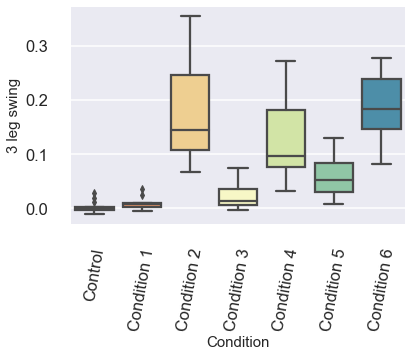 3 leg swing
0.3
0.2
0.1
0.0
Control
Condition 1
Condition 2
Condition 3
Condition 4
Condition 5
Condition 6
Condition